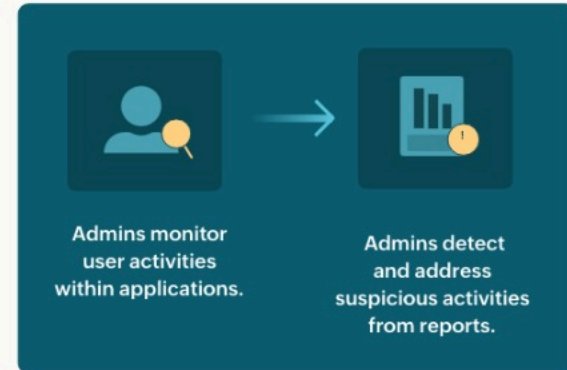 Admins monitor
user activities
within applications.
!
Admins detect
and address
suspicious activities
from reports.